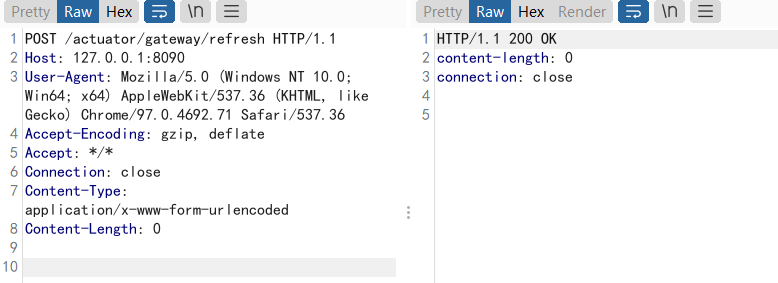 Pretty Raw Hex \n
1 POST /actuator/gateway/refresh HTTP/1.1
2 Host: 127.0.0.1:8090
3 User-Agent: Mozilla/5.0 (Windows NT 10.0;
Win64; x64) AppleWebKit/537.36 (KHTML, like
Gecko) Chrome/97.0.4692.71 Safari/537.36
4 Accept-Encoding: gzip, deflate
5 Accept: */*
6 Connection: close
7 Content-Type:
application/x-www-form-urlencoded
8 Content-Length: 0
9
10
Pretty Raw Hex Render \n
1 HTTP/1.1 200 OK
2 content-length: 0
3 connection: close
4
5